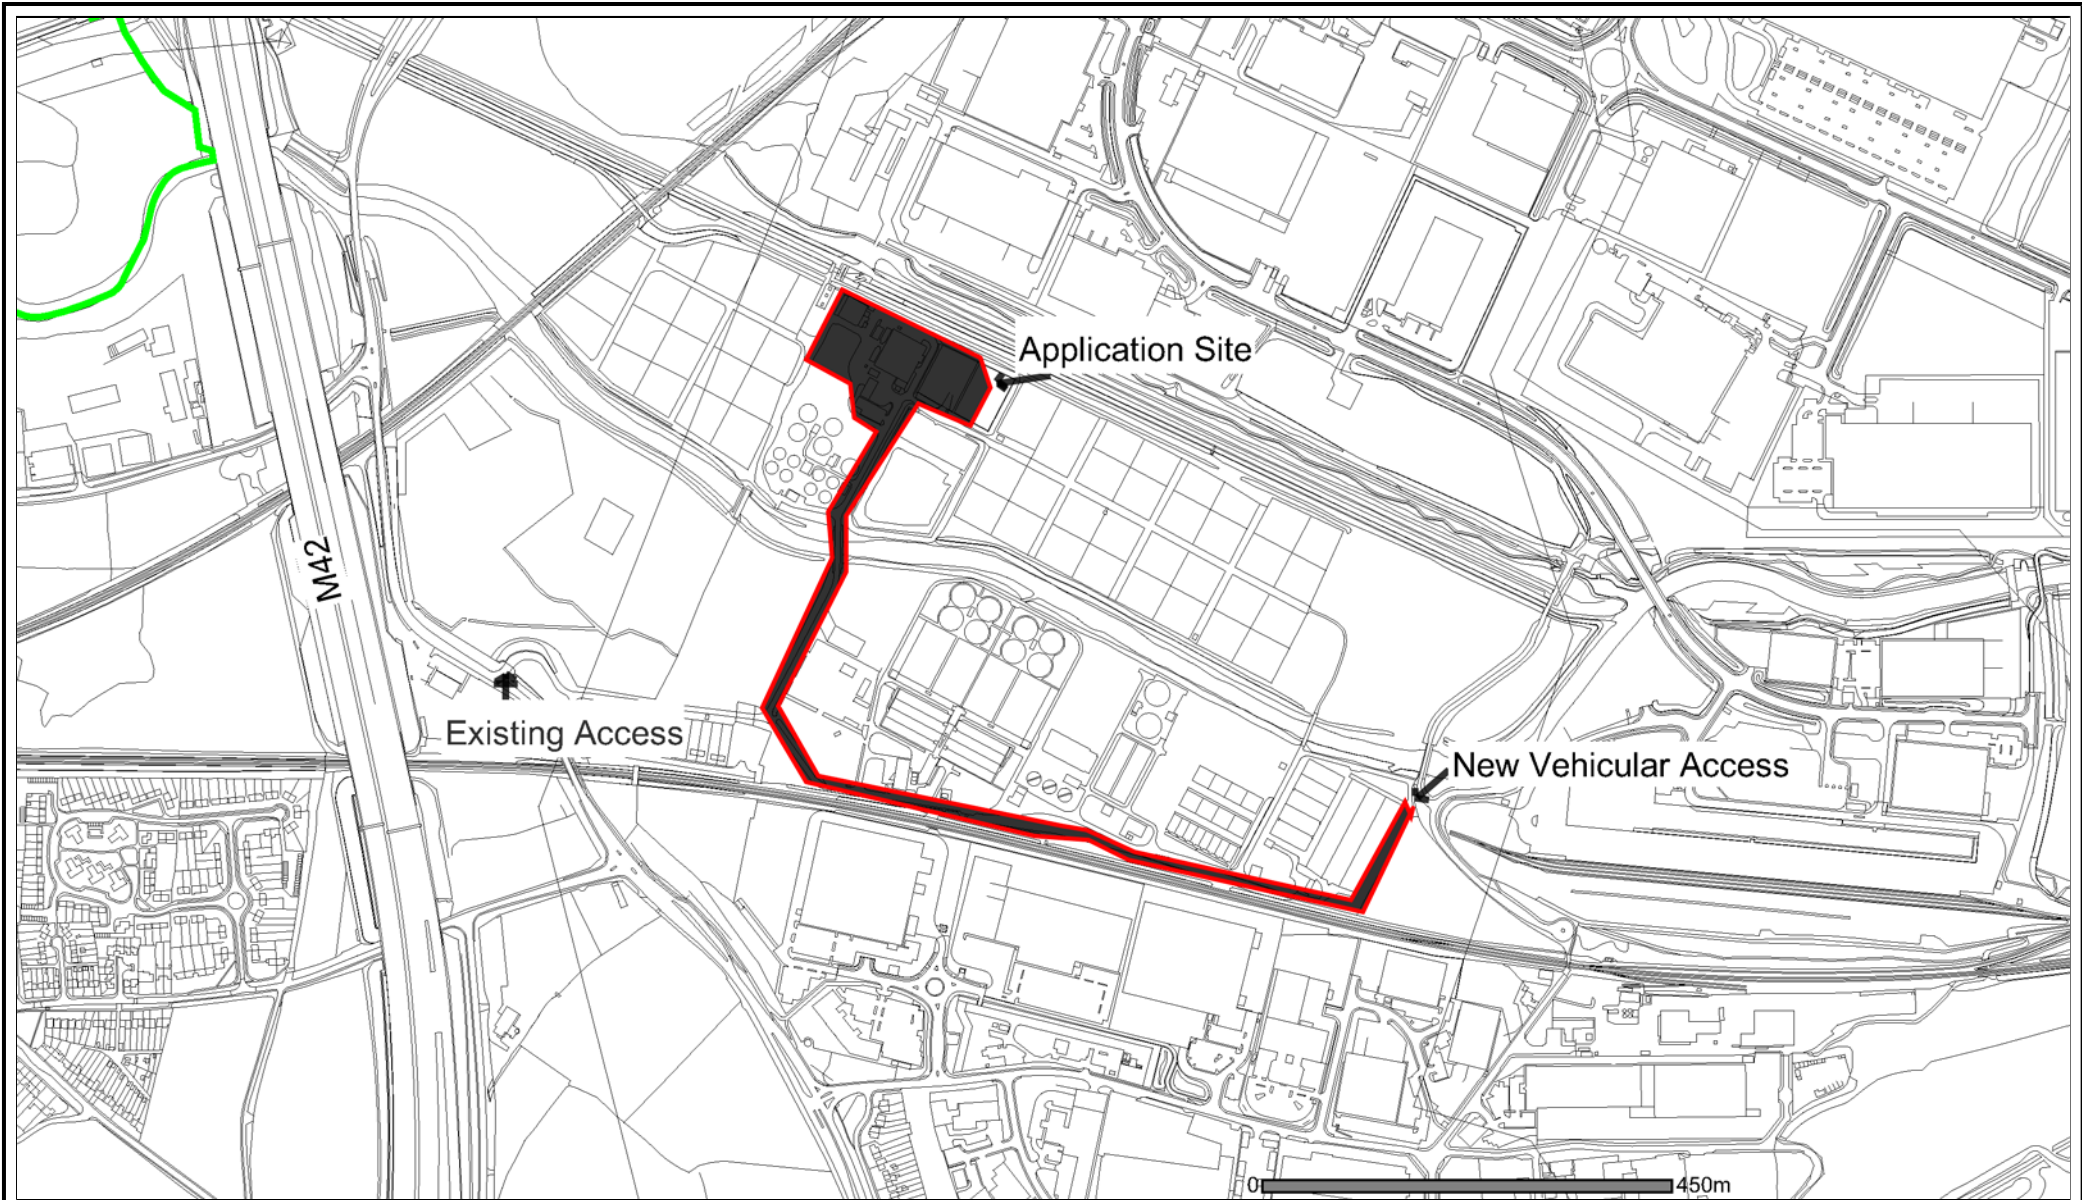 Application Site
M42
Existing Access
New Vehicular Access
0 450m